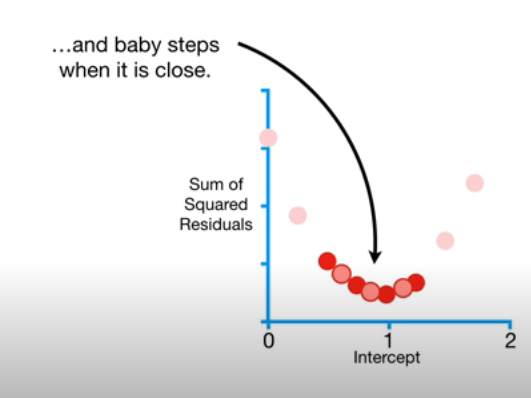 ...and baby steps
when it is close.
Sum of
Squared
Residuals
0
1
2
Intercept